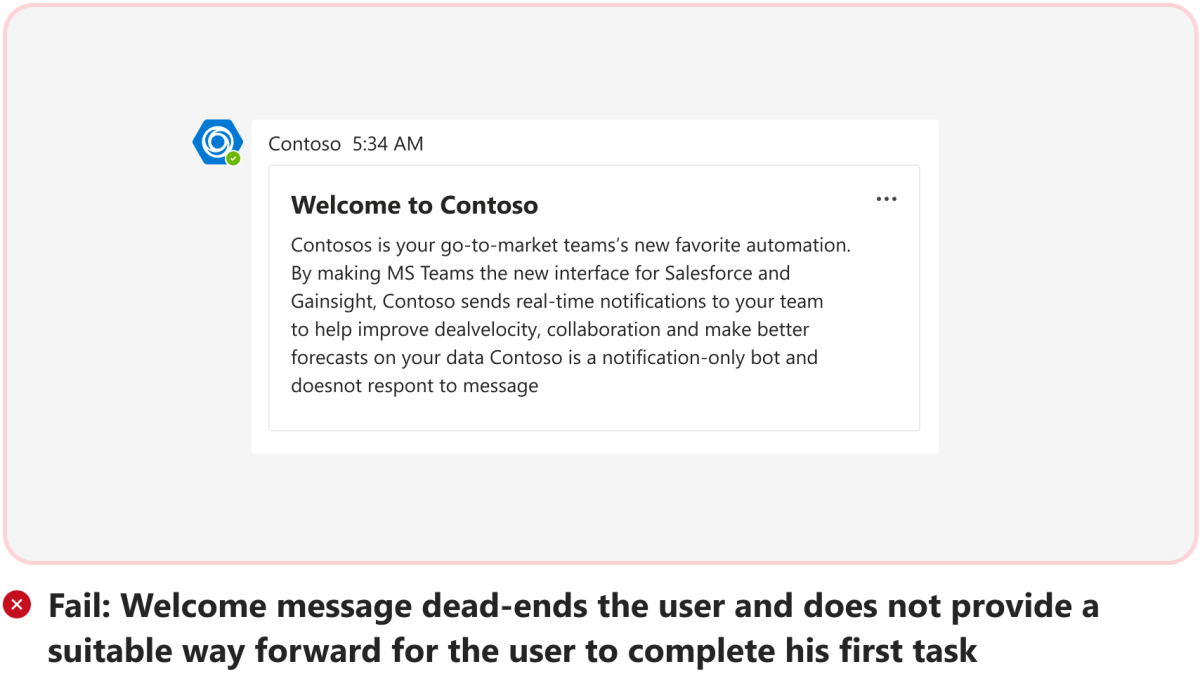 Contoso 5:34 AM
Welcome to Contoso
Contosos is your go-to-market teams’s new favorite automation.
By making MS Teams the new interface for Salesforce and
Gainsight, Contoso sends real-time notifications to your team
to help improve dealvelocity, collaboration and make better
forecasts on your data Contoso is a notification-only bot and
doesnot respont to message
Fail: Welcome message dead-ends the user and does not provide a
suitable way forward for the user to complete his first task